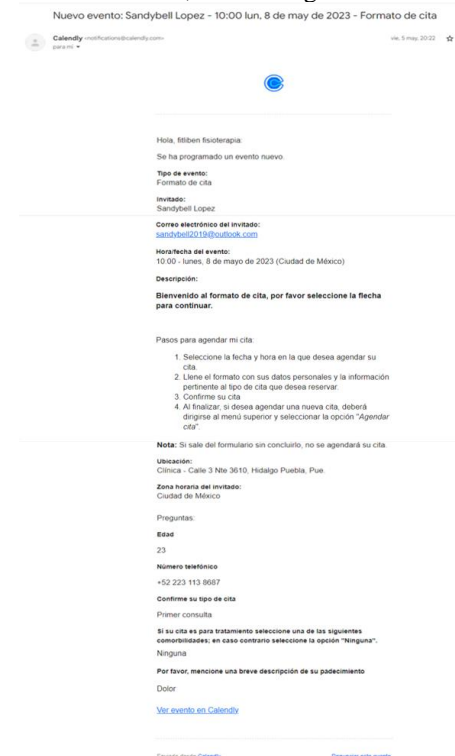 Nuevo evento: Sandybell Lopez - 10:00 lun, 8 de may de 2023 - Formato de cita
Calendly <notifications@calendly.com>
vie, 5 may, 20:22
para mí
Hola, fitliben fisioterapia:
Se ha programado un evento nuevo.
Tipo de evento:
Formato de cita
Invitado:
Sandybell Lopez
Correo electrónico del invitado:
sandybell2019@outlook.com
Hora/fecha del evento:
10:00 - lunes, 8 de mayo de 2023 (Ciudad de México)
Descripción:
Bienvenido al formato de cita, por favor seleccione la flecha
para continuar.
Pasos para agendar mi cita:
1. Seleccione la fecha y hora en la que desea agendar su
cita.
2. Llene el formato con sus datos personales y la información
pertinente al tipo de cita que desea reservar.
3. Confirme su cita
4. Al finalizar, si desea agendar una nueva cita, deberá
dirigirse al menú superior y seleccionar la opción "Agendar
cita".
Nota: Si sale del formulario sin concluirlo, no se agendará su cita.
Ubicación:
Clínica - Calle 3 Nte 3610, Hidalgo Puebla, Pue.
Zona horaria del invitado:
Ciudad de México
Preguntas:
Edad
23
Número telefónico
+52 223 113 8687
Confirme su tipo de cita
Primer consulta
Si su cita es para tratamiento seleccione una de las siguientes
comorbilidades; en caso contrario seleccione la opción "Ninguna".
Ninguna
Por favor, mencione una breve descripción de su padecimiento
Dolor
Ver evento en Calendly
Enviado desde Calendly